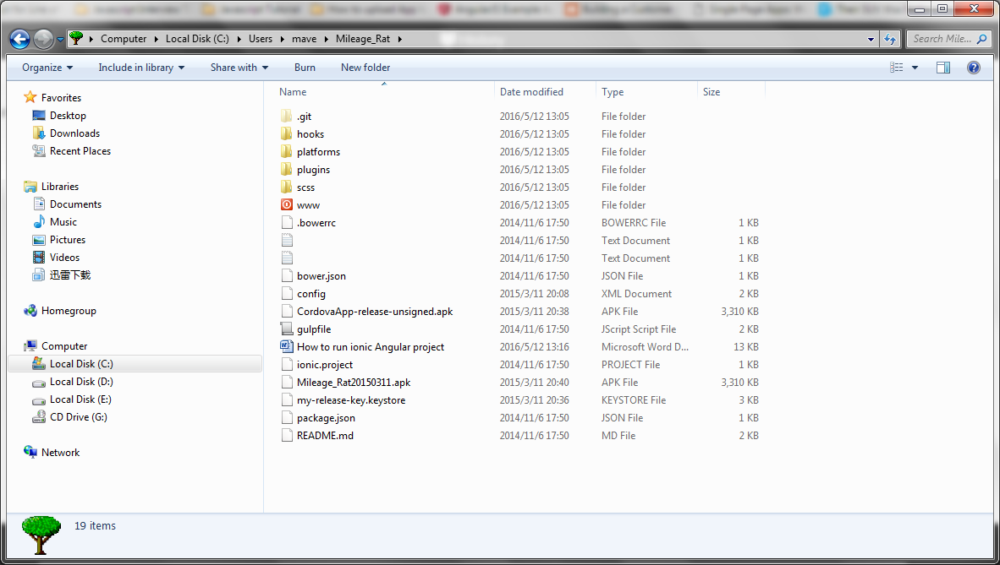 Computer Local Disk (C:) Users mave Mileage_Rat Search Mile...
Organize Include in library Share with Burn New folder
Favorites
Desktop
Downloads
Recent Places
Libraries
Documents
Music
Pictures
Videos
迅雷下载
Homegroup
Computer
Local Disk (C:)
Local Disk (D:)
Local Disk (E:)
CD Drive (G:)
Network
Name Date modified Type Size
.git 2016/5/12 13:05 File folder
hooks 2016/5/12 13:05 File folder
platforms 2016/5/12 13:05 File folder
plugins 2016/5/12 13:05 File folder
scss 2016/5/12 13:05 File folder
www 2016/5/12 13:05 File folder
.bowerrc 2014/11/6 17:50 BOWERRC File 1 KB
2014/11/6 17:50 Text Document 1 KB
2014/11/6 17:50 Text Document 1 KB
bower.json 2014/11/6 17:50 JSON File 1 KB
config 2015/3/11 20:08 XML Document 2 KB
CordovaApp-release-unsigned.apk 2015/3/11 20:38 APK File 3,310 KB
gulpfile 2014/11/6 17:50 JScript Script File 2 KB
How to run ionic Angular project 2016/5/12 13:16 Microsoft Word D... 13 KB
ionic.project 2014/11/6 17:50 PROJECT File 1 KB
Mileage_Rat20150311.apk 2015/3/11 20:40 APK File 3,310 KB
my-release-key.keystore 2015/3/11 20:36 KEYSTORE File 3 KB
package.json 2014/11/6 17:50 JSON File 1 KB
README.md 2014/11/6 17:50 MD File 2 KB
19 items